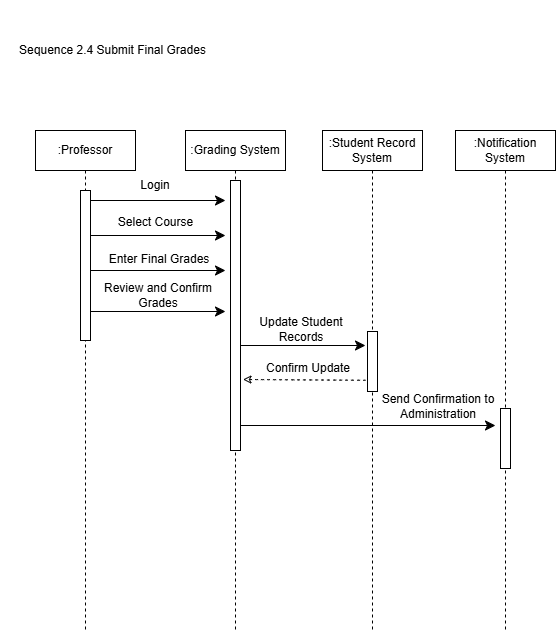 Sequence 2.4 Submit Final Grades
:Professor
:Grading System
:Student Record
System
:Notification
System
Login
Select Course
Enter Final Grades
Review and Confirm
Grades
Update Student
Records
Confirm Update
Send Confirmation to
Administration